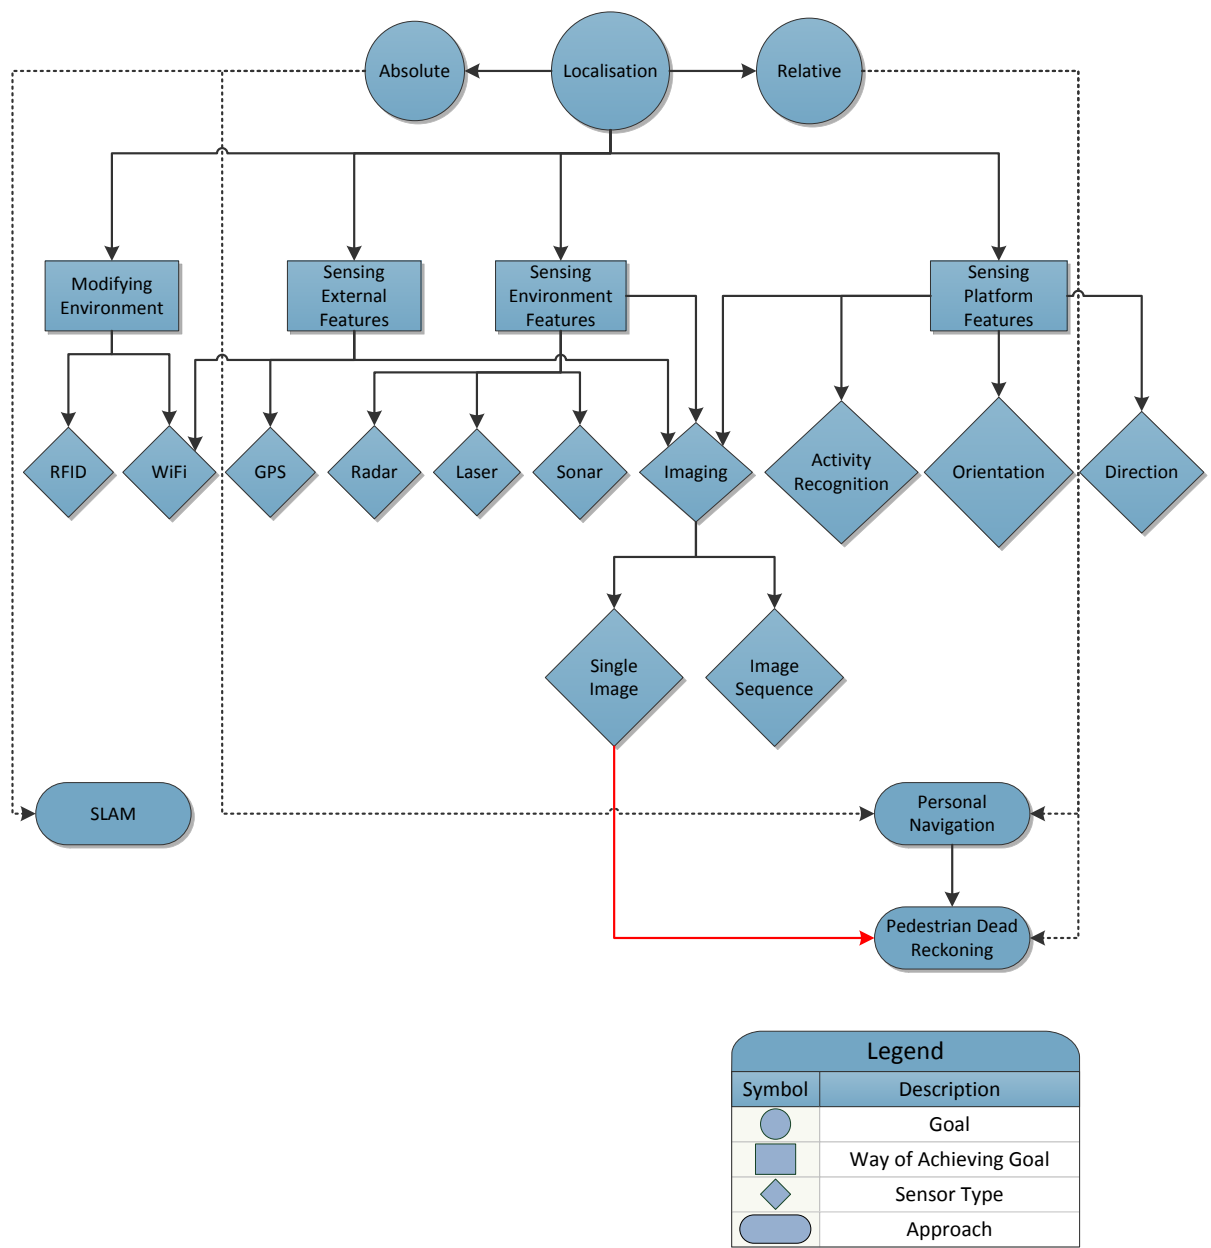 Absolute
Localisation
Relative
Modifying
Environment
Sensing
External
Features
Sensing
Environment
Features
Sensing
Platform
Features
RFID
WiFi
GPS
Radar
Laser
Sonar
Imaging
Activity
Recognition
Orientation
Direction
Single
Image
Image
Sequence
SLAM
Personal
Navigation
Pedestrian Dead
Reckoning
Legend
Symbol Description
Goal
Way of Achieving Goal
Sensor Type
Approach